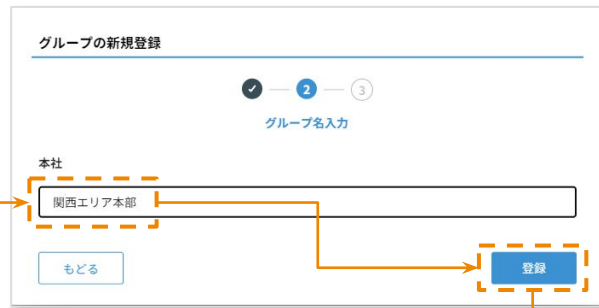 グループの新規登録
2
3
グループ名入力
本社
関西エリア本部
もどる
登録